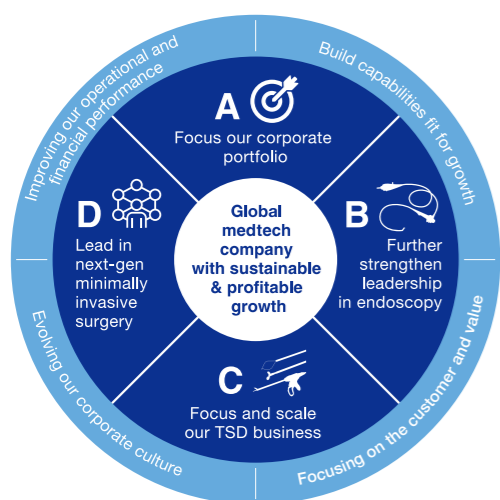 Improving our operational and
financial performance
Build capabilities fit for growth
A
Focus our corporate
portfolio
D
Lead in
next-gen
minimally
invasive
surgery
Global
medtech
company
with sustainable
& profitable
growth
B
Further
strengthen
leadership
in endoscopy
C
Focus and scale
our TSD business
Evolving our corporate culture
Focusing on the customer and value